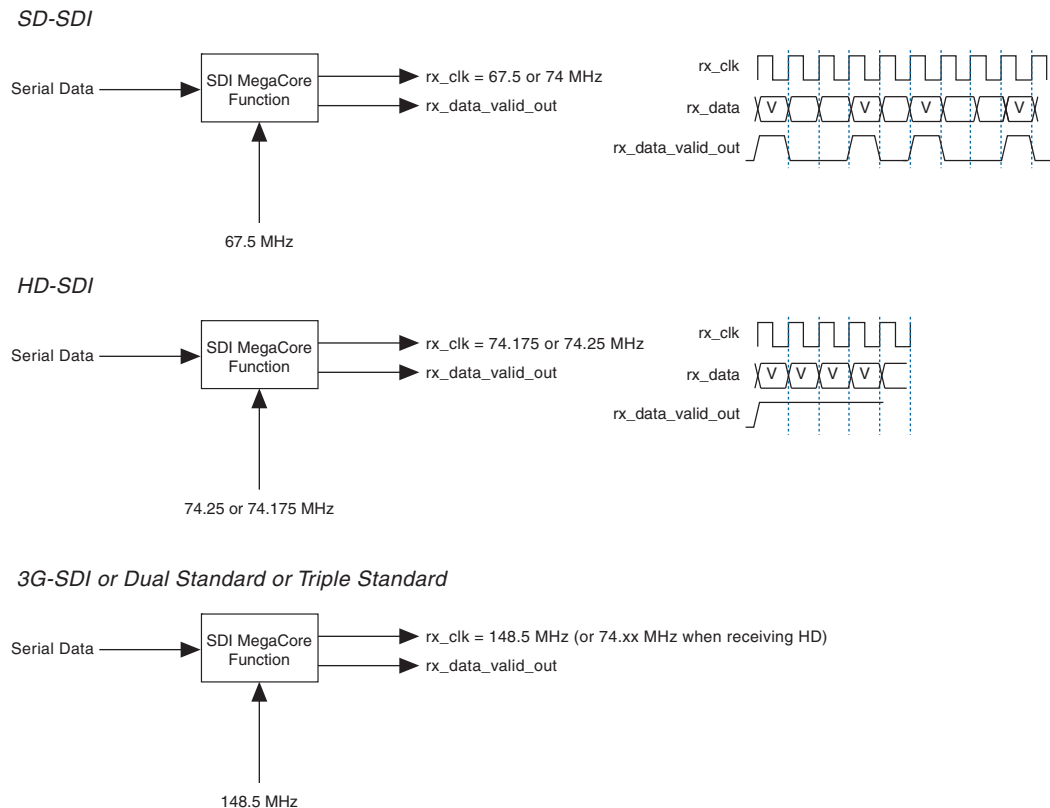 SD-SDI
Serial Data
SDI MegaCore
Function
rx_clk = 67.5 or 74 MHz
rx_data_valid_out
67.5 MHz
rx_clk
rx_data
V V V V
rx_data_valid_out
HD-SDI
Serial Data
SDI MegaCore
Function
rx_clk = 74.175 or 74.25 MHz
rx_data_valid_out
74.25 or 74.175 MHz
rx_clk
rx_data
V V V V
rx_data_valid_out
3G-SDI or Dual Standard or Triple Standard
Serial Data
SDI MegaCore
Function
rx_clk = 148.5 MHz (or 74.xx MHz when receiving HD)
rx_data_valid_out
148.5 MHz